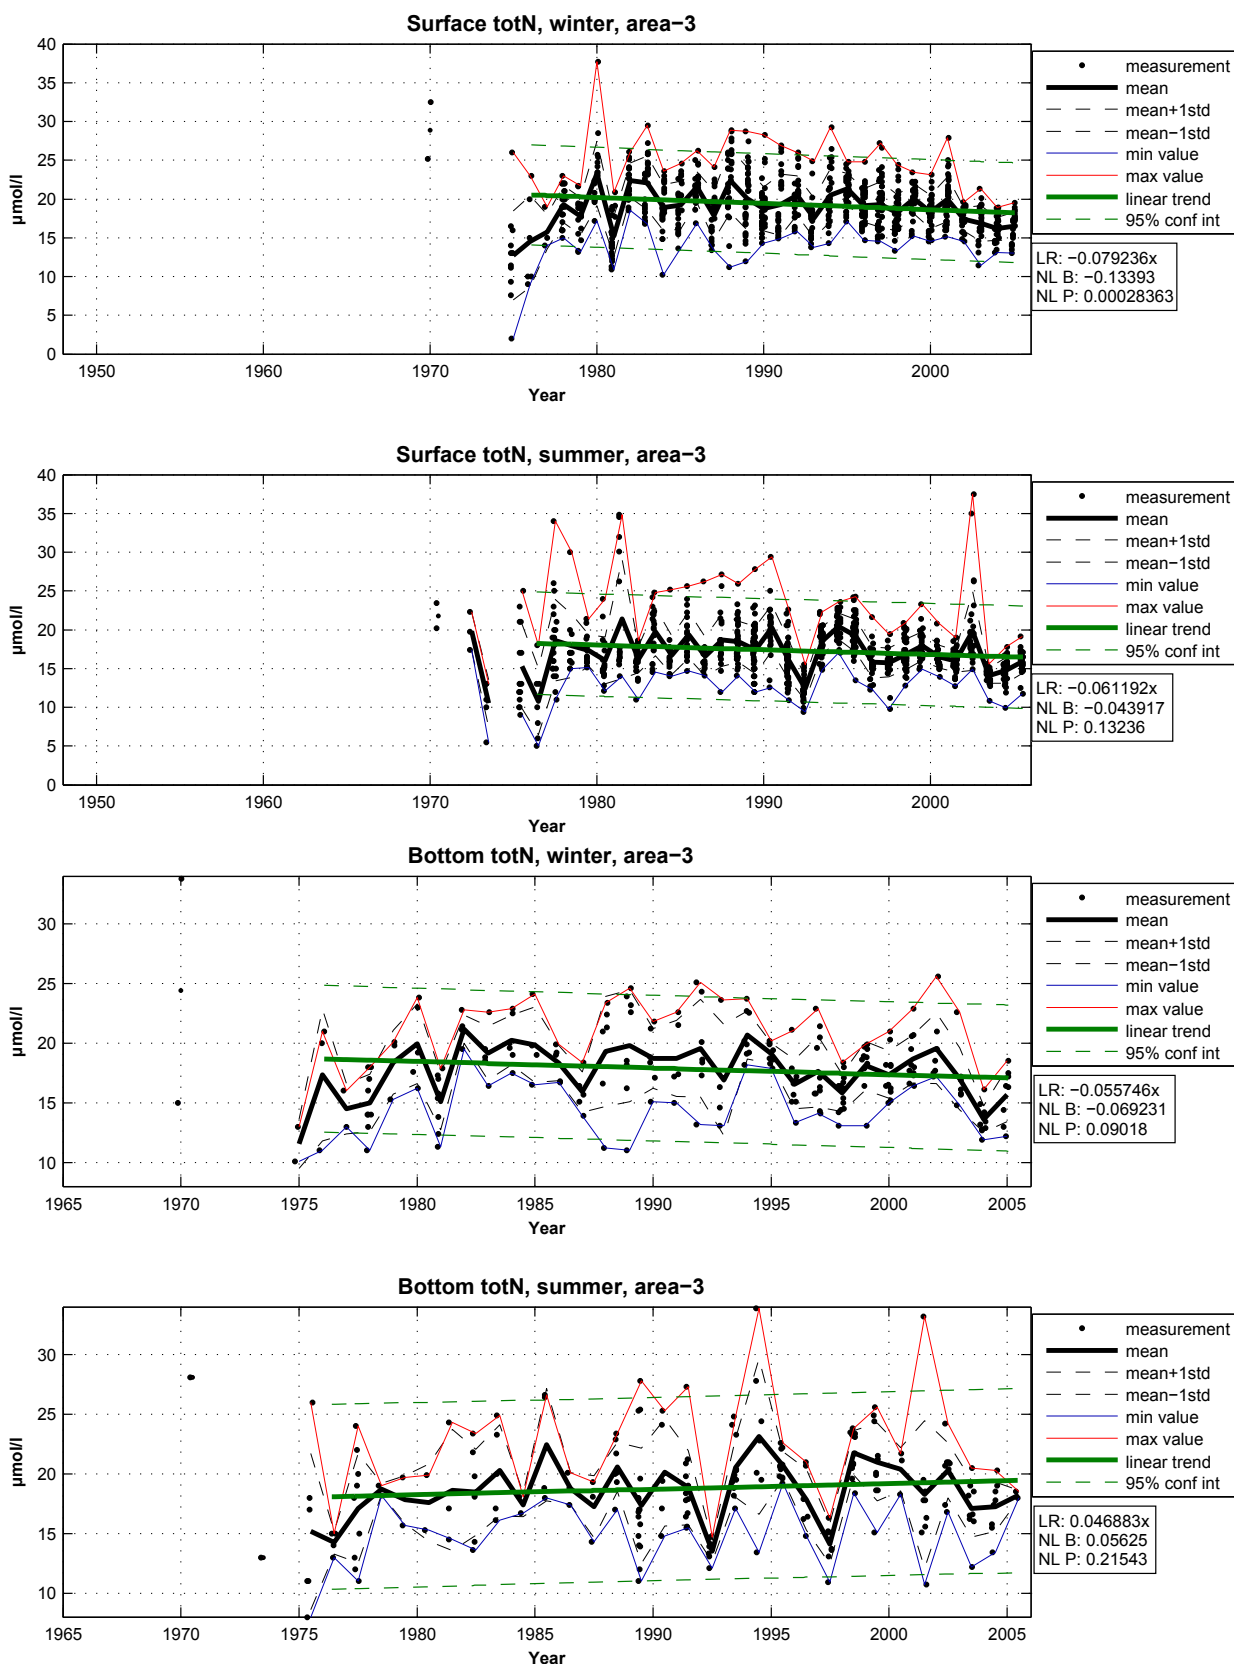 Surface totN, winter, area−3
40
35
30
25
20
15
10
5
0
µmol/l
1950 1960 1970 1980 1990 2000
Year
measurement
mean
mean+1std
mean−1std
min value
max value
linear trend
95% conf int
LR: −0.079236x
NL B: −0.13393
NL P: 0.00028363
Surface totN, summer, area−3
40
35
30
25
20
15
10
5
0
µmol/l
1950 1960 1970 1980 1990 2000
Year
measurement
mean
mean+1std
mean−1std
min value
max value
linear trend
95% conf int
LR: −0.061192x
NL B: −0.043917
NL P: 0.13236
Bottom totN, winter, area−3
30
25
20
15
10
µmol/l
1965 1970 1975 1980 1985 1990 1995 2000 2005
Year
measurement
mean
mean+1std
mean−1std
min value
max value
linear trend
95% conf int
LR: −0.055746x
NL B: −0.069231
NL P: 0.09018
Bottom totN, summer, area−3
30
25
20
15
10
µmol/l
1965 1970 1975 1980 1985 1990 1995 2000 2005
Year
measurement
mean
mean+1std
mean−1std
min value
max value
linear trend
95% conf int
LR: 0.046883x
NL B: 0.05625
NL P: 0.21543